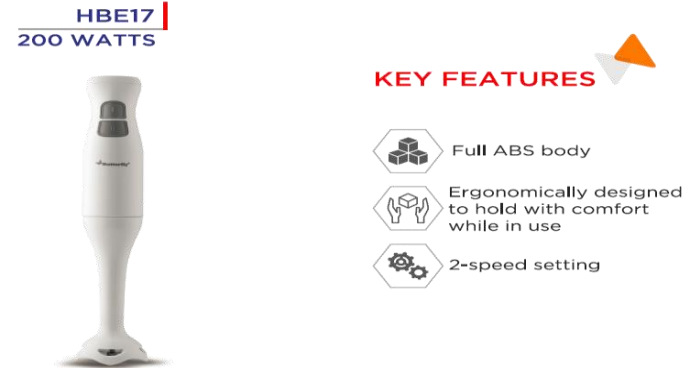 HBE17
200 WATTS
KEY FEATURES
Full ABS body
Ergonomically designed
to hold with comfort
while in use
2-speed setting